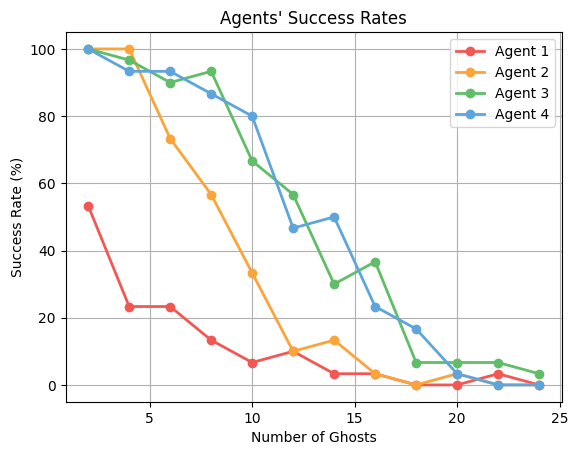 Agents' Success Rates
Agent 1
Agent 2
Agent 3
Agent 4
Success Rate (%)
100
80
60
40
20
0
5 10 15 20 25
Number of Ghosts